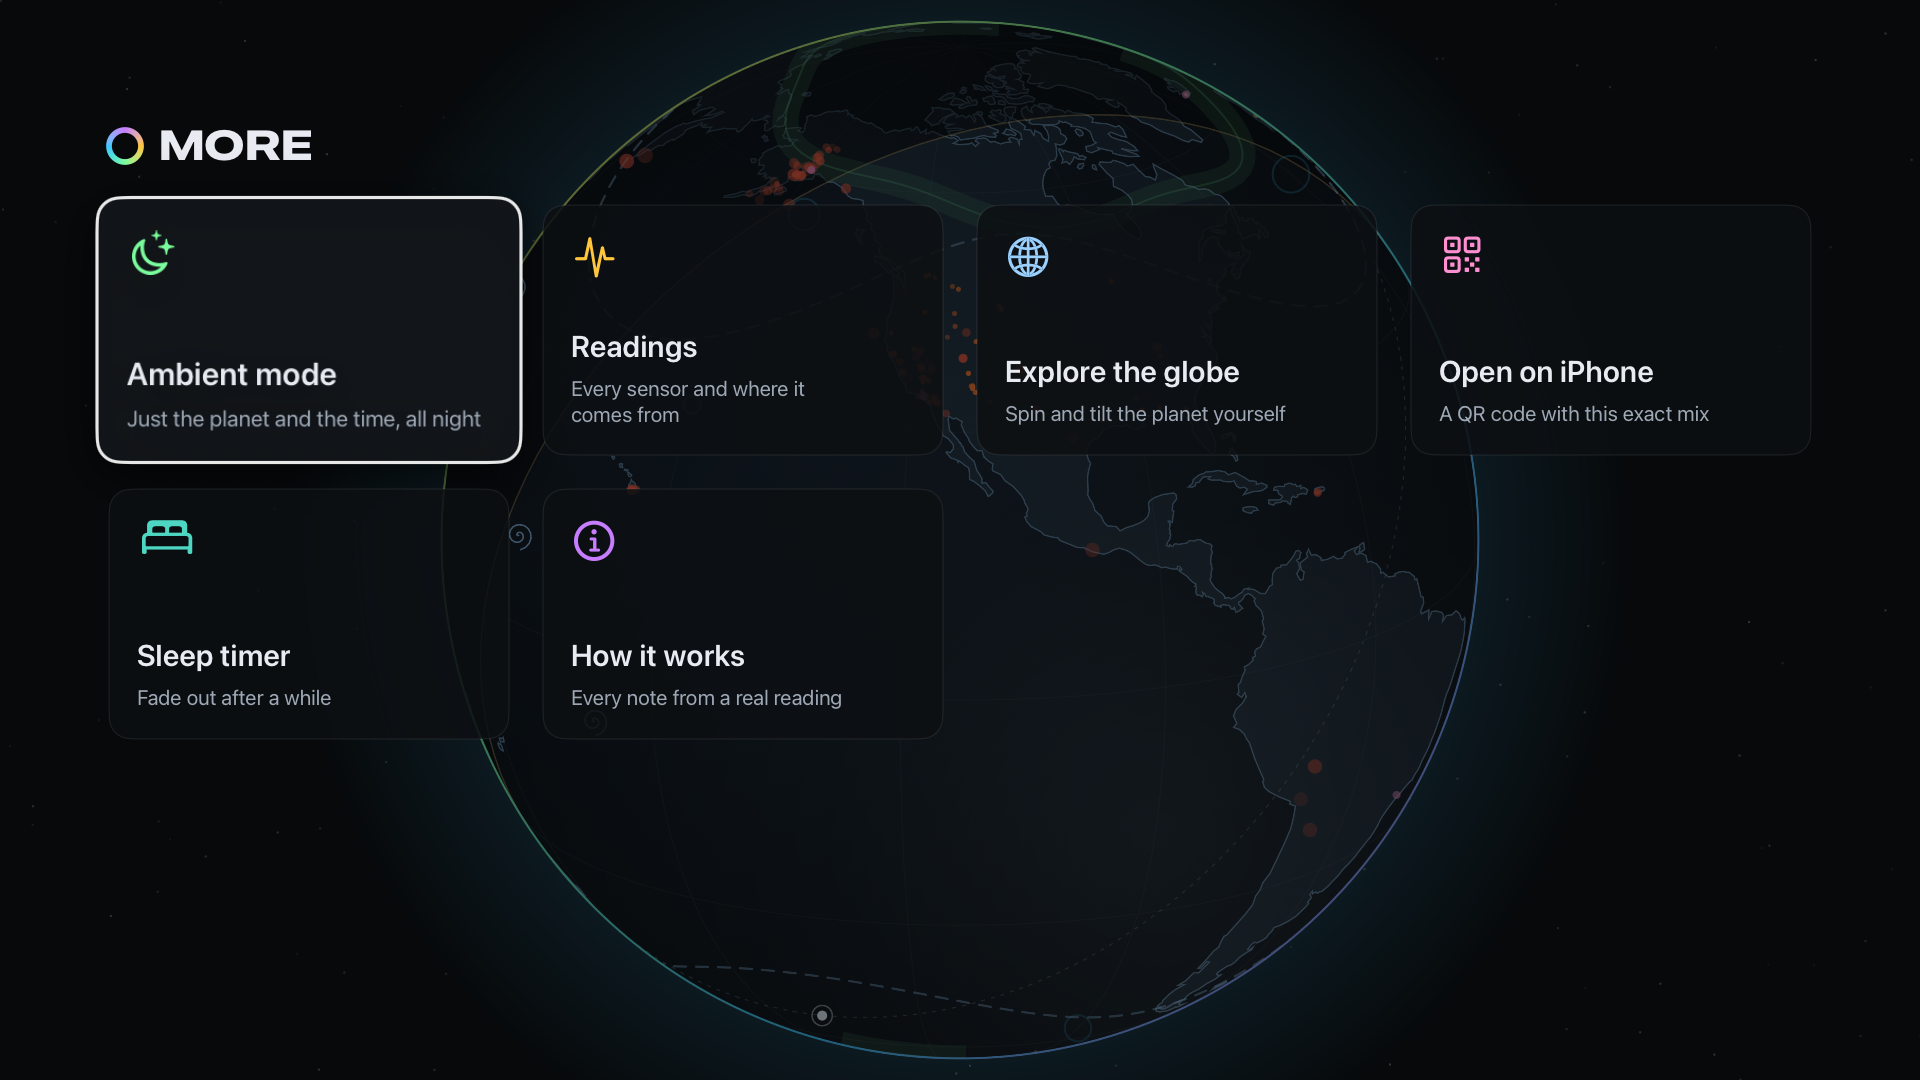 MORE
Ambient mode
Just the planet and the time, all night
Readings
Every sensor and where it
comes from
Explore the globe
Spin and tilt the planet yourself
Open on iPhone
A QR code with this exact mix
Sleep timer
Fade out after a while
How it works
Every note from a real reading